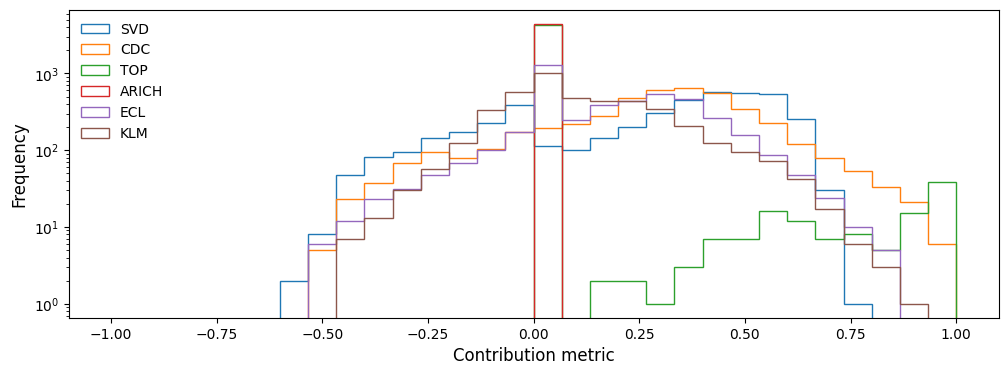 SVD
CDC
TOP
ARICH
ECL
KLM
Frequency
10³
10²
10¹
10⁰
−1.00 −0.75 −0.50 −0.25 0.00 0.25 0.50 0.75 1.00
Contribution metric